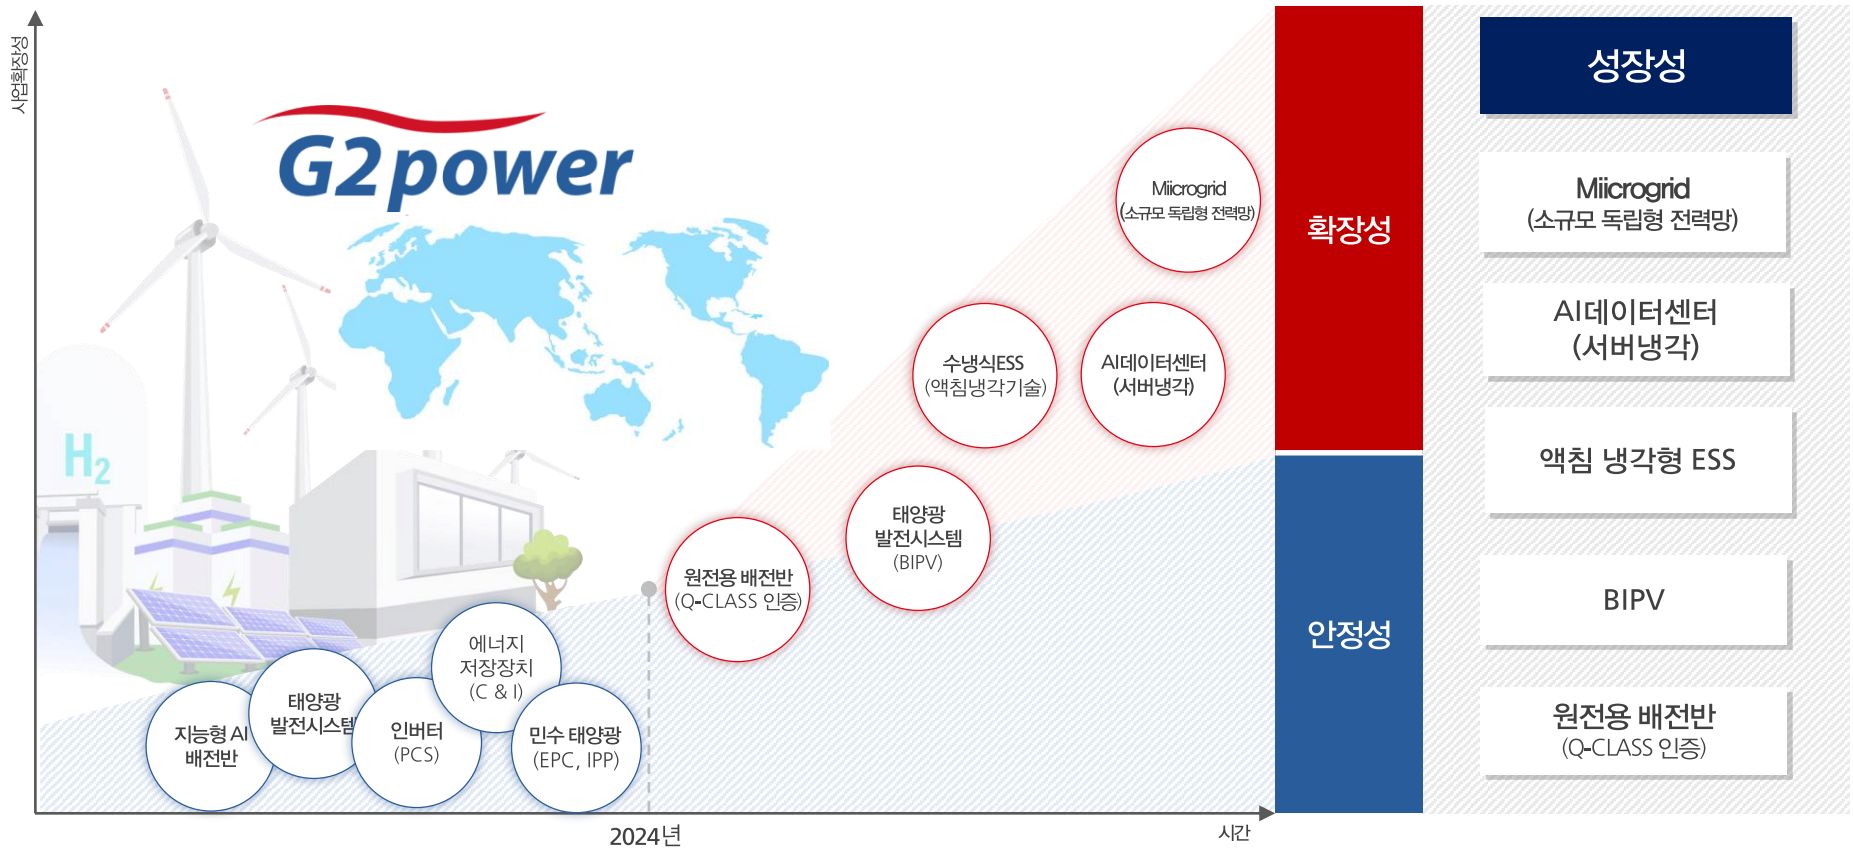 사업확장성
G2power
H2
지능형 AI
배전반
태양광
발전시스템
인버터
(PCS)
에너지
저장장치
(C & I)
민수 태양광
(EPC, IPP)
2024년
시간
원전용 배전반
(Q-CLASS 인증)
태양광
발전시스템
(BIPV)
수냉식ESS
(액침냉각기술)
AI데이터센터
(서버냉각)
Miicrogrid
(소규모 독립형 전력망)
확장성
안정성
성장성
Miicrogrid
(소규모 독립형 전력망)
AI데이터센터
(서버냉각)
액침 냉각형 ESS
BIPV
원전용 배전반
(Q-CLASS 인증)